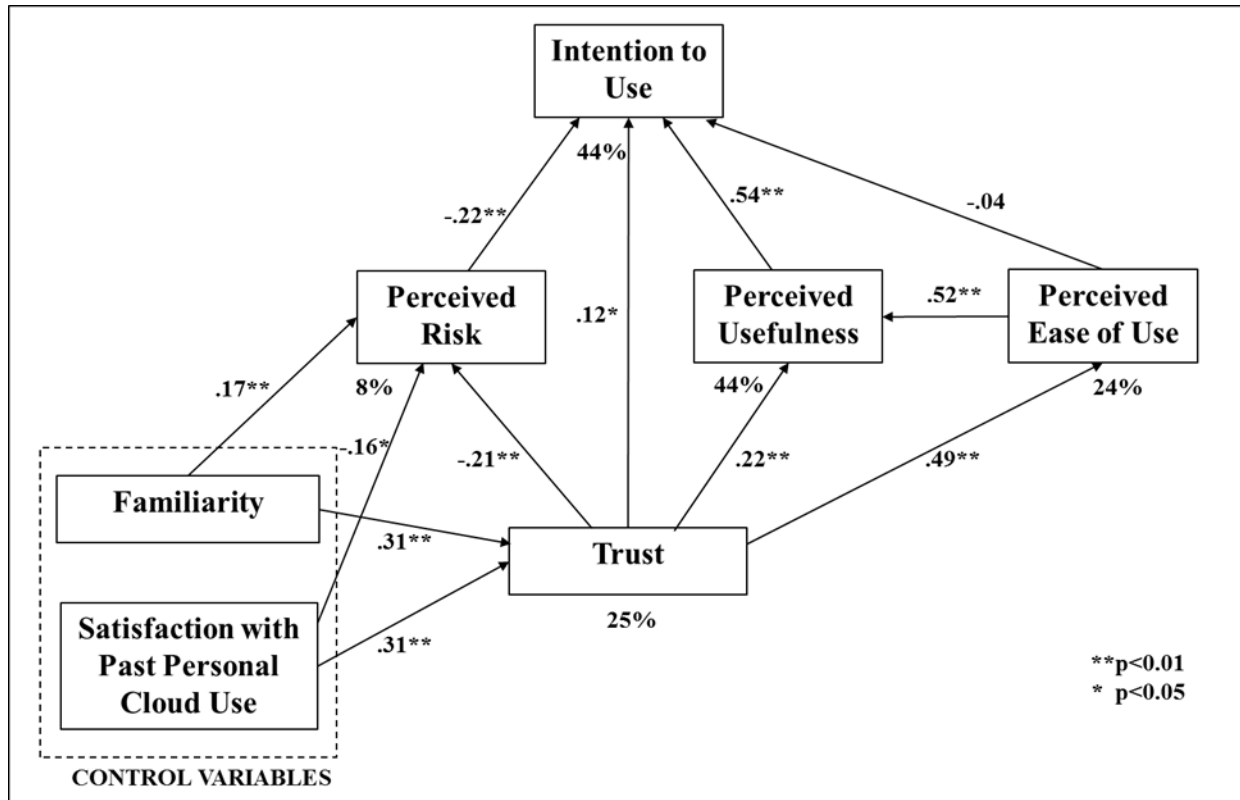 Intention to
Use
44%
-.22**
.54**
-.04
Perceived
Risk
Perceived
Usefulness
Perceived
Ease of Use
.12*
.52**
8%
44%
24%
.17**
-.16*
-.21**
.22**
.49**
Familiarity
.31**
Trust
25%
Satisfaction with
Past Personal
Cloud Use
.31**
**p<0.01
* p<0.05
CONTROL VARIABLES